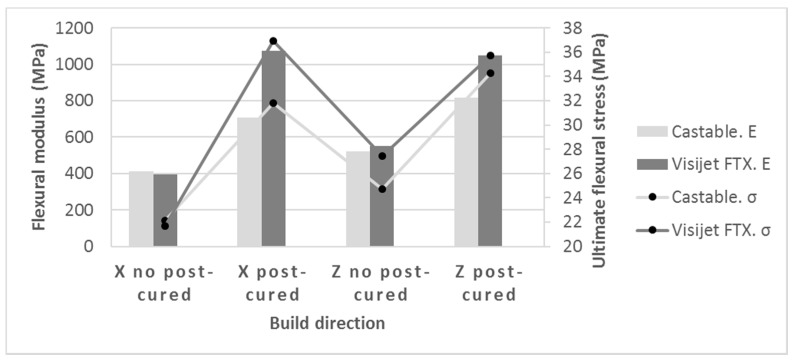 Flexural modulus (MPa)
1200
1000
800
600
400
200
0
38
36
34
32
30
28
26
24
22
20
Ultimate flexural stress (MPa)
X no post-
cured
X post-
cured
Z no post-
cured
Z post-
cured
Build direction
Castable. E
Visijet FTX. E
Castable. σ
Visijet FTX. σ